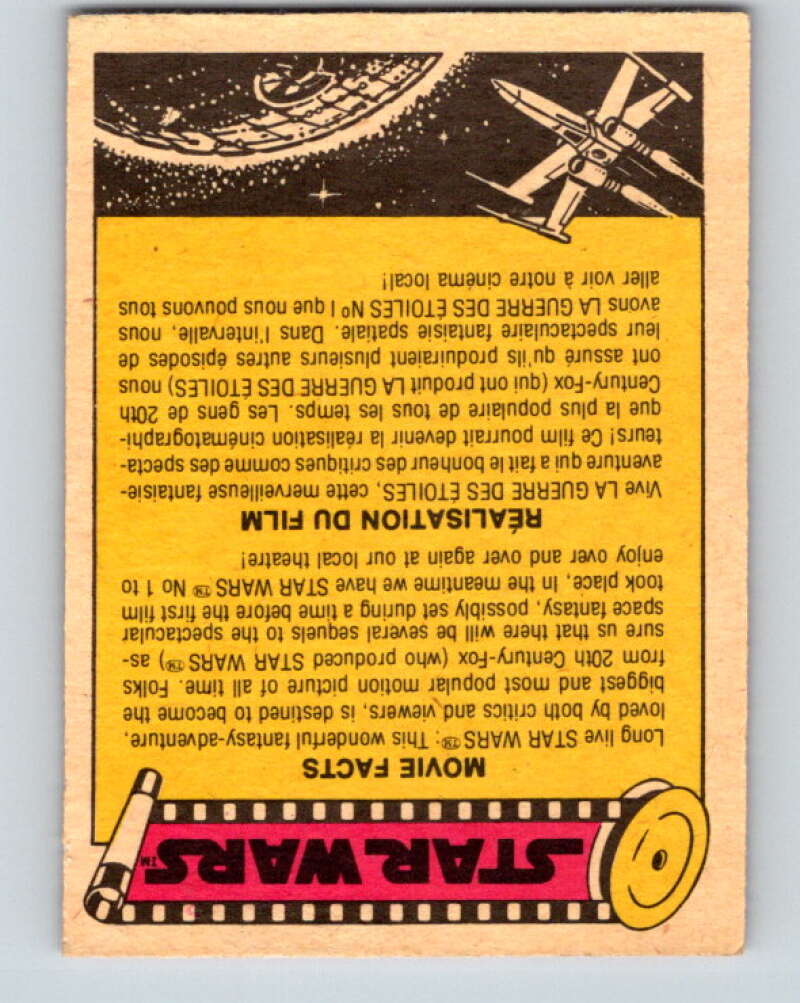 STAR WARS™
MOVIE FACTS
Long live STAR WARS™: This wonderful fantasy-adventure,
loved by both critics and viewers, is destined to become the
biggest and most popular motion picture of all time. Folks
from 20th Century-Fox (who produced STAR WARS™) as-
sure us that there will be several sequels to the spectacular
space fantasy, possibly set during a time before the first film
took place, In the meantime we have STAR WARS™ No 1 to
enjoy over and over again at our local theatre!
RÉALISATION DU FILM
Vive LA GUERRE DES ÉTOILES, cette merveilleuse fantaisie-
aventure qui a fait le bonheur des critiques comme des specta-
teurs! Ce film pourrait devenir la réalisation cinématographi-
que la plus populaire de tous les temps. Les gens de 20th
Century-Fox (qui ont produit LA GUERRE DES ÉTOILES) nous
ont assuré qu'ils produiraient plusieurs autres épisodes de
leur spectaculaire fantaisie spatiale. Dans l'intervalle, nous
avons LA GUERRE DES ÉTOILES Nº I que nous pouvons tous
aller voir à notre cinéma local!